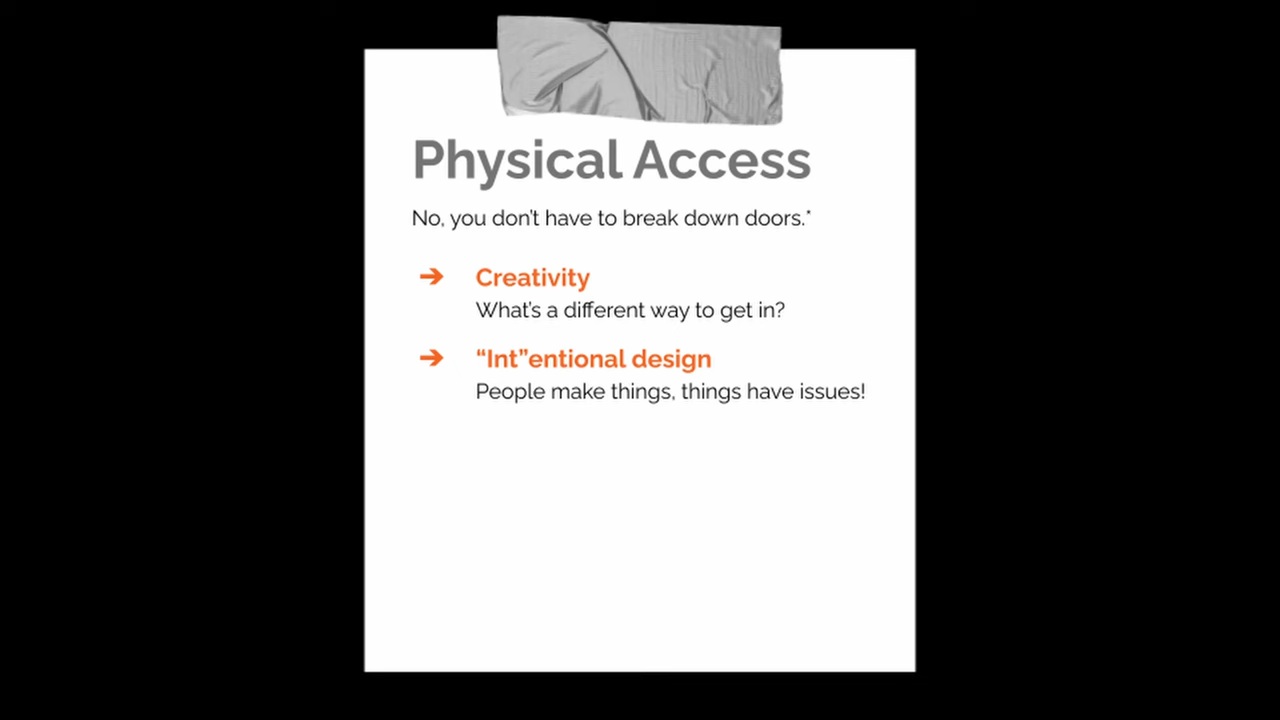 Physical Access
No, you don't have to break down doors.*
➔ Creativity
What's a different way to get in?
➔ “Int”entional design
People make things, things have issues!